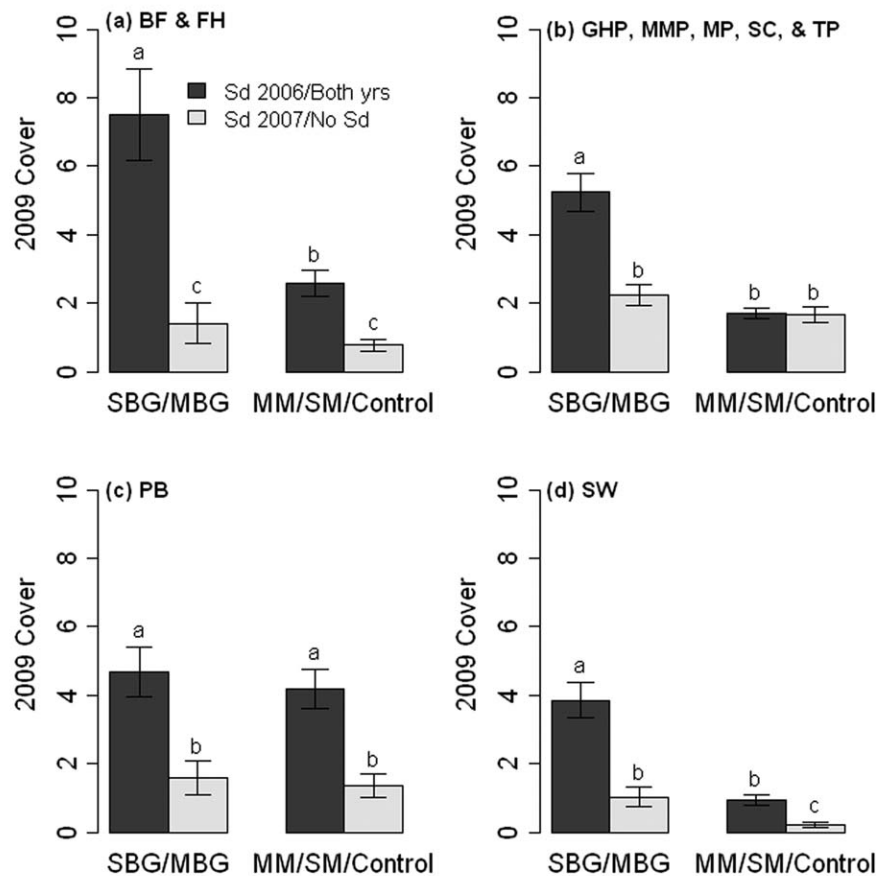 (a) BF & FH
10
8
6
4
2
0
2009 Cover
a
c
b
c
Sd 2006/Both yrs
Sd 2007/No Sd
SBG/MBG
MM/SM/Control
(b) GHP, MMP, MP, SC, & TP
10
8
6
4
2
0
2009 Cover
a
b
b
b
SBG/MBG
MM/SM/Control
(c) PB
10
8
6
4
2
0
2009 Cover
a
b
a
b
SBG/MBG
MM/SM/Control
(d) SW
10
8
6
4
2
0
2009 Cover
a
b
b
c
SBG/MBG
MM/SM/Control